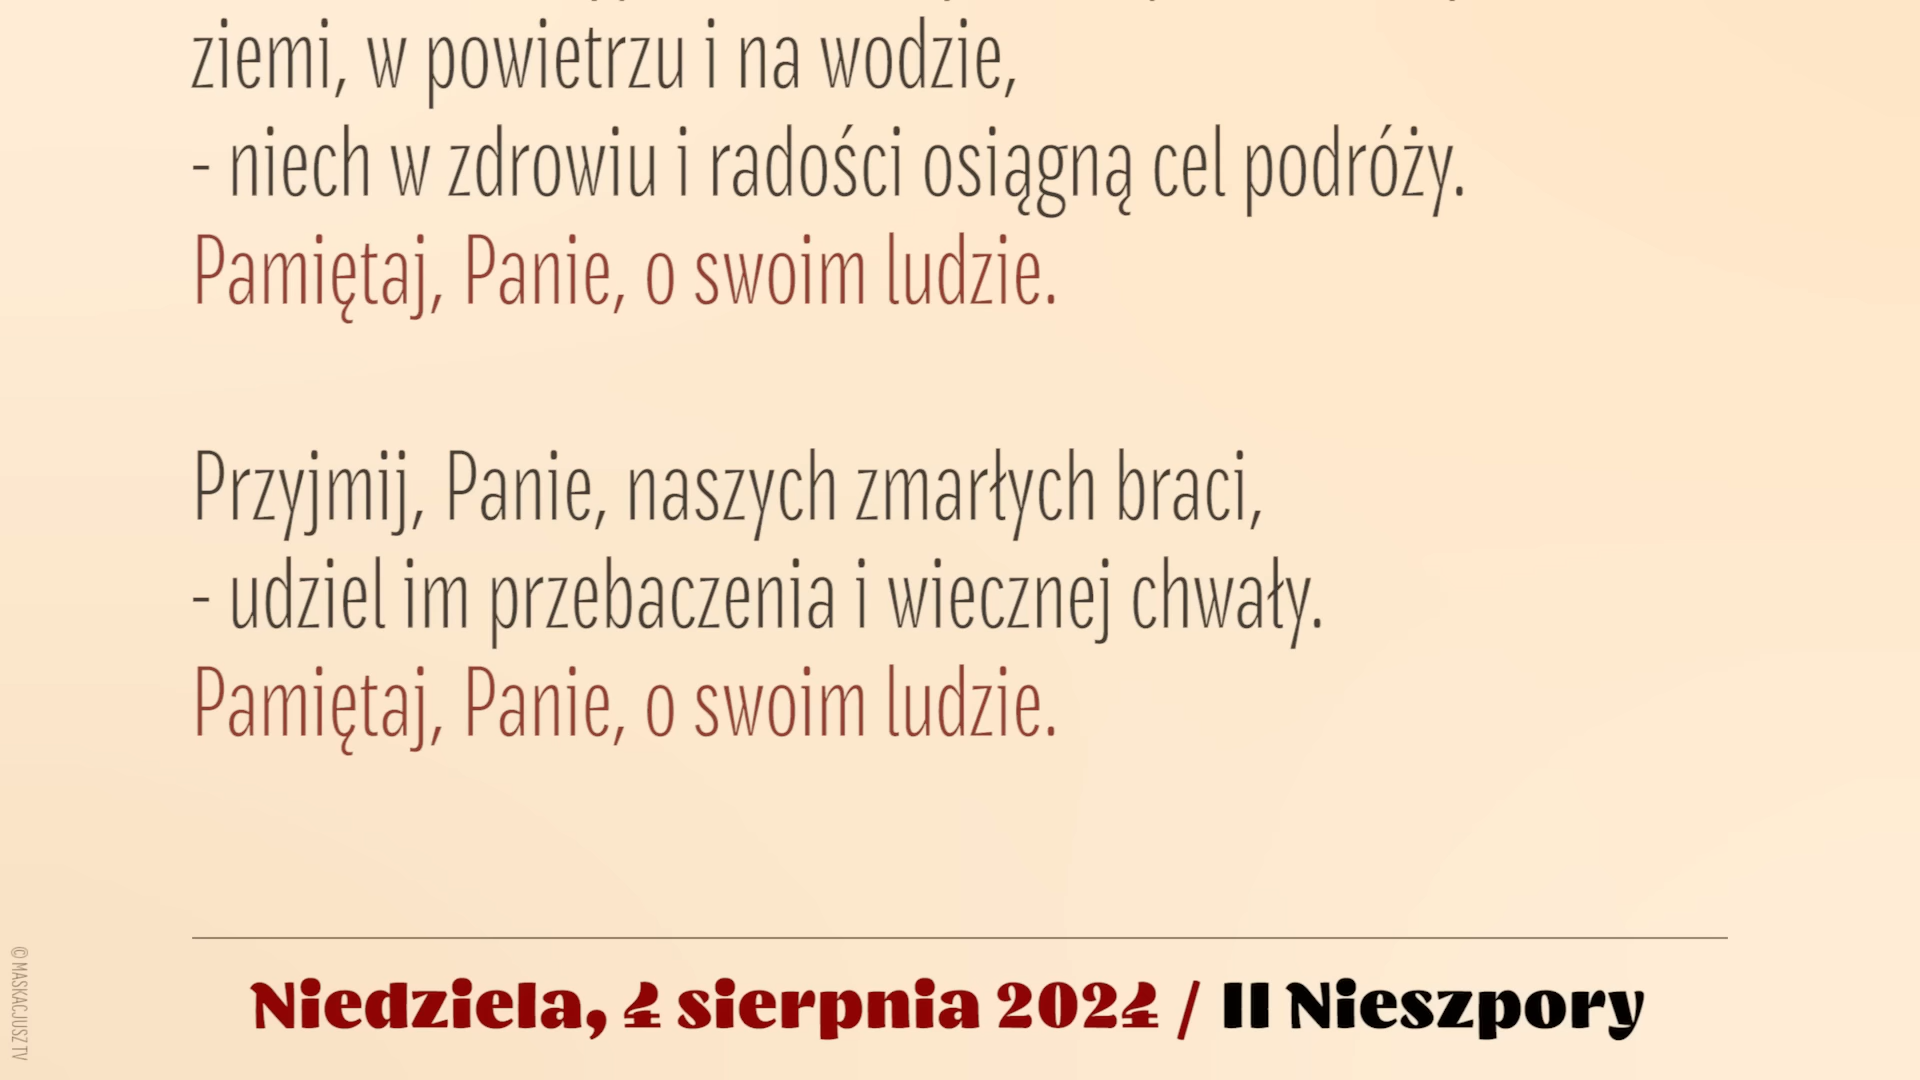 ziemi, w powietrzu i na wodzie,
- niech w zdrowiu i radości osiągną cel podróży.
Pamiętaj, Panie, o swoim ludzie.
Przyjmij, Panie, naszych zmarłych braci,
- udziel im przebaczenia i wiecznej chwały.
Pamiętaj, Panie, o swoim ludzie.
Niedziela, 4 sierpnia 2024 / II Nieszpory
© MASKACJUSZ TV